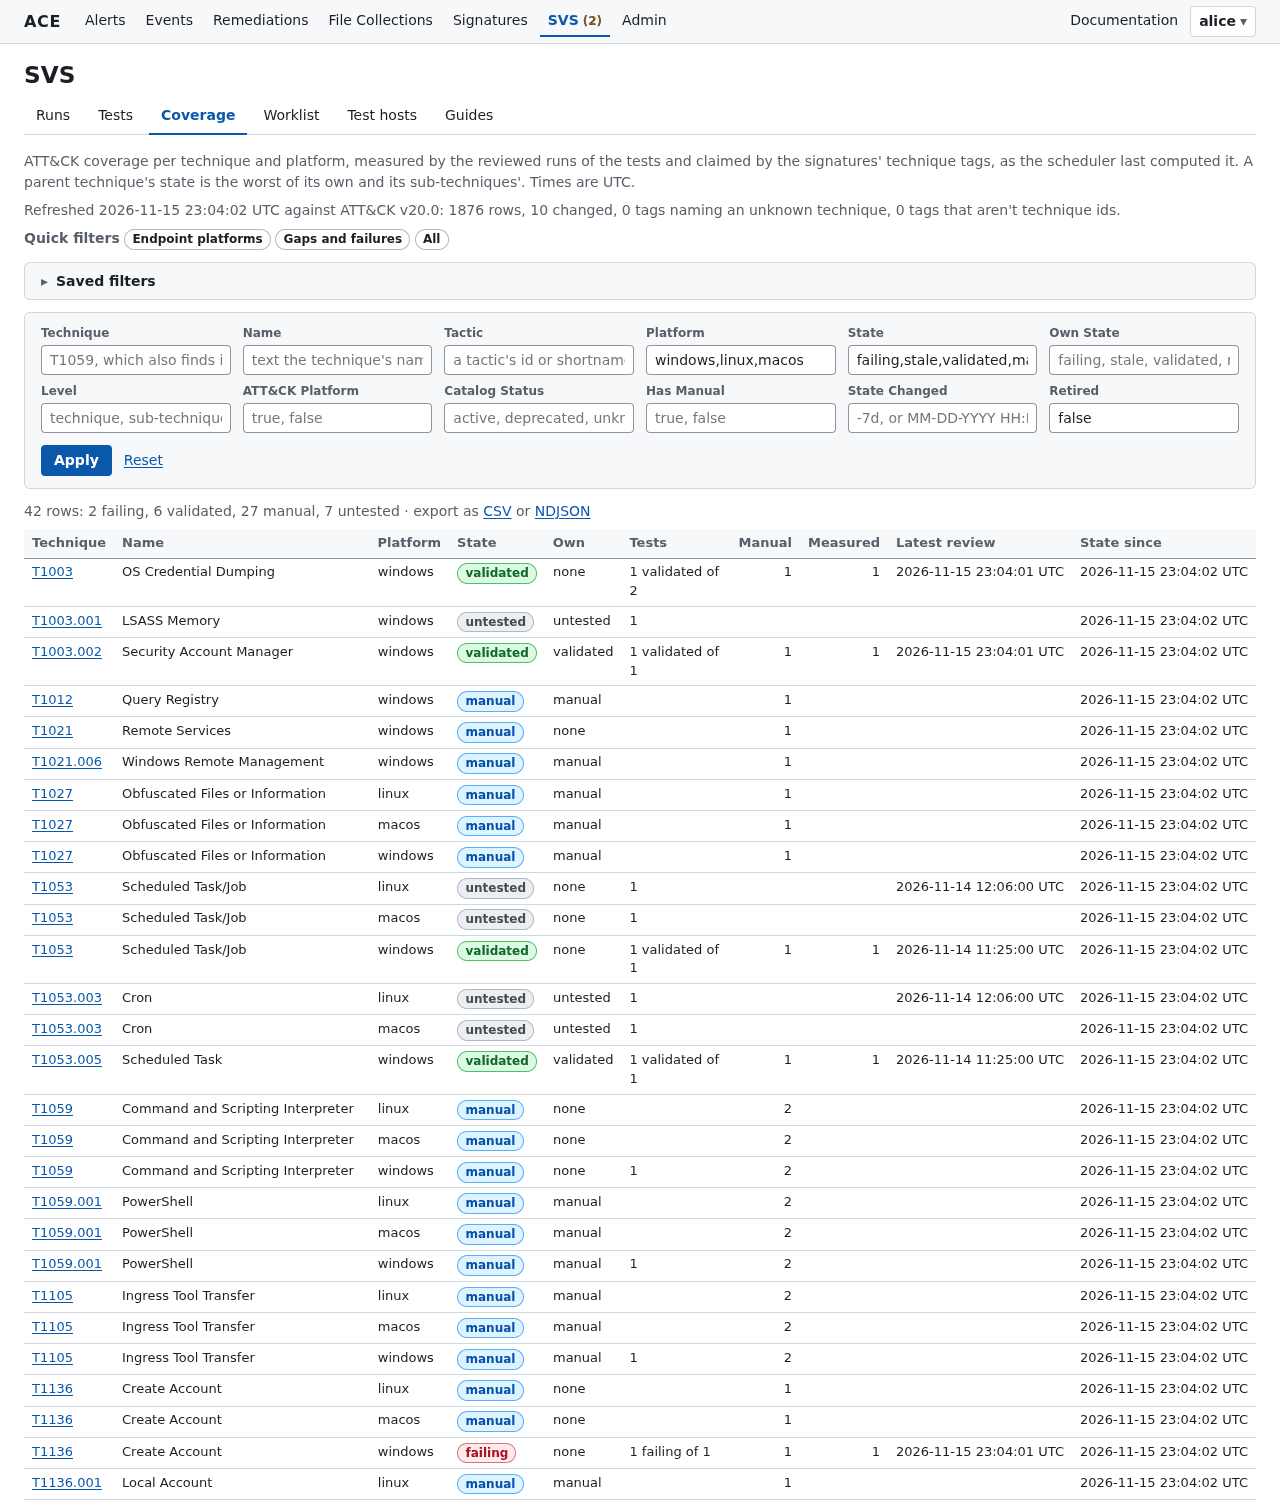 ACE Alerts Events Remediations File Collections Signatures SVS (2) Admin Documentation alice ▾
SVS
Runs Tests Coverage Worklist Test hosts Guides
ATT&CK coverage per technique and platform, measured by the reviewed runs of the tests and claimed by the signatures' technique tags, as the scheduler last computed it. A
parent technique's state is the worst of its own and its sub-techniques'. Times are UTC.
Refreshed 2026-11-15 23:04:02 UTC against ATT&CK v20.0: 1876 rows, 10 changed, 0 tags naming an unknown technique, 0 tags that aren't technique ids.
Quick filters Endpoint platforms Gaps and failures All
▸ Saved filters
Technique Name Tactic Platform State Own State
T1059, which also finds i text the technique's nam a tactic's id or shortname windows,linux,macos failing,stale,validated,ma failing, stale, validated, r
Level ATT&CK Platform Catalog Status Has Manual State Changed Retired
technique, sub-technique true, false active, deprecated, unkr true, false -7d, or MM-DD-YYYY HH:l false
Apply Reset
42 rows: 2 failing, 6 validated, 27 manual, 7 untested · export as CSV or NDJSON
Technique Name Platform State Own Tests Manual Measured Latest review State since
T1003 OS Credential Dumping windows validated none 1 validated of 1 1 2026-11-15 23:04:01 UTC 2026-11-15 23:04:02 UTC
2
T1003.001 LSASS Memory windows untested untested 1 2026-11-15 23:04:02 UTC
T1003.002 Security Account Manager windows validated validated 1 validated of 1 1 2026-11-15 23:04:01 UTC 2026-11-15 23:04:02 UTC
1
T1012 Query Registry windows manual manual 1 2026-11-15 23:04:02 UTC
T1021 Remote Services windows manual none 1 2026-11-15 23:04:02 UTC
T1021.006 Windows Remote Management windows manual manual 1 2026-11-15 23:04:02 UTC
T1027 Obfuscated Files or Information linux manual manual 1 2026-11-15 23:04:02 UTC
T1027 Obfuscated Files or Information macos manual manual 1 2026-11-15 23:04:02 UTC
T1027 Obfuscated Files or Information windows manual manual 1 2026-11-15 23:04:02 UTC
T1053 Scheduled Task/Job linux untested none 1 2026-11-14 12:06:00 UTC 2026-11-15 23:04:02 UTC
T1053 Scheduled Task/Job macos untested none 1 2026-11-15 23:04:02 UTC
T1053 Scheduled Task/Job windows validated none 1 validated of 1 1 2026-11-14 11:25:00 UTC 2026-11-15 23:04:02 UTC
1
T1053.003 Cron linux untested untested 1 2026-11-14 12:06:00 UTC 2026-11-15 23:04:02 UTC
T1053.003 Cron macos untested untested 1 2026-11-15 23:04:02 UTC
T1053.005 Scheduled Task windows validated validated 1 validated of 1 1 2026-11-14 11:25:00 UTC 2026-11-15 23:04:02 UTC
1
T1059 Command and Scripting Interpreter linux manual none 2 2026-11-15 23:04:02 UTC
T1059 Command and Scripting Interpreter macos manual none 2 2026-11-15 23:04:02 UTC
T1059 Command and Scripting Interpreter windows manual none 1 2 2026-11-15 23:04:02 UTC
T1059.001 PowerShell linux manual manual 2 2026-11-15 23:04:02 UTC
T1059.001 PowerShell macos manual manual 2 2026-11-15 23:04:02 UTC
T1059.001 PowerShell windows manual manual 1 2 2026-11-15 23:04:02 UTC
T1105 Ingress Tool Transfer linux manual manual 2 2026-11-15 23:04:02 UTC
T1105 Ingress Tool Transfer macos manual manual 2 2026-11-15 23:04:02 UTC
T1105 Ingress Tool Transfer windows manual manual 1 2 2026-11-15 23:04:02 UTC
T1136 Create Account linux manual none 1 2026-11-15 23:04:02 UTC
T1136 Create Account macos manual none 1 2026-11-15 23:04:02 UTC
T1136 Create Account windows failing none 1 failing of 1 1 1 2026-11-15 23:04:01 UTC 2026-11-15 23:04:02 UTC
T1136.001 Local Account linux manual manual 1 2026-11-15 23:04:02 UTC